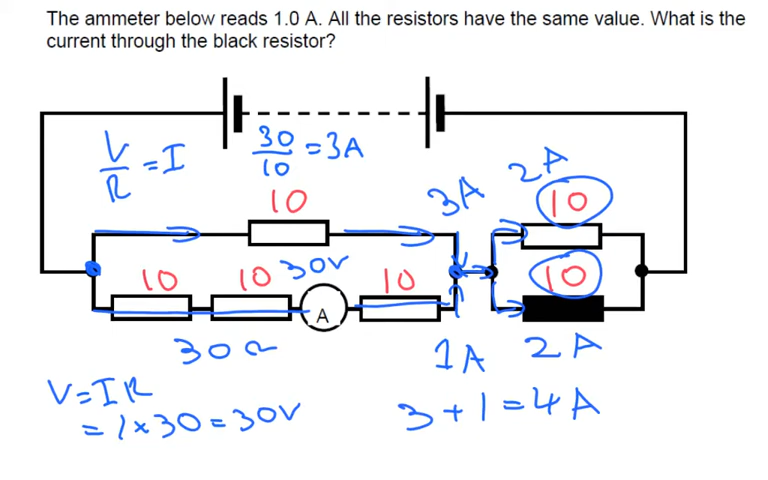 The ammeter below reads 1.0 A. All the resistors have the same value. What is the
current through the black resistor?
V/R = I
30/10 = 3A
3A
2A
10
10
30V
10
10
10
10
A
30Ω
1A
2A
V = IR
= 1 × 30 = 30V
3 + 1 = 4A